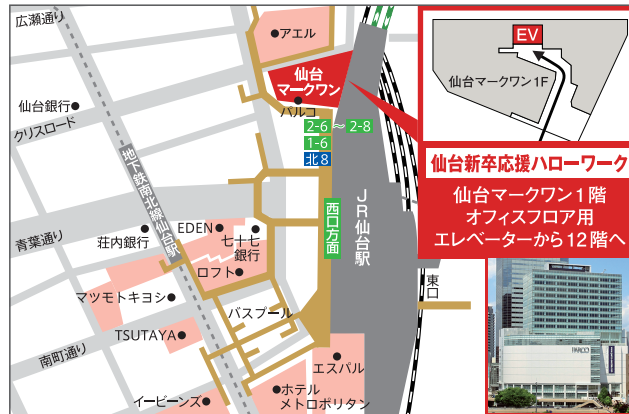 広瀬通り
アエル
仙台
マークワン
パルコ
仙台銀行
クリスロード
2-6 ～ 2-8
1-6
北8
地下鉄南北線仙台駅
西口方面
JR仙台駅
EDEN
七十七
銀行
青葉通り
荘内銀行
ロフト
マツモトキヨシ
バスプール
東口
TSUTAYA
南町通り
エスパル
イービーンズ
ホテル
メトロポリタン
EV
仙台マークワン1F
仙台新卒応援ハローワーク
仙台マークワン1階
オフィスフロア用
エレベーターから12階へ
PARCO